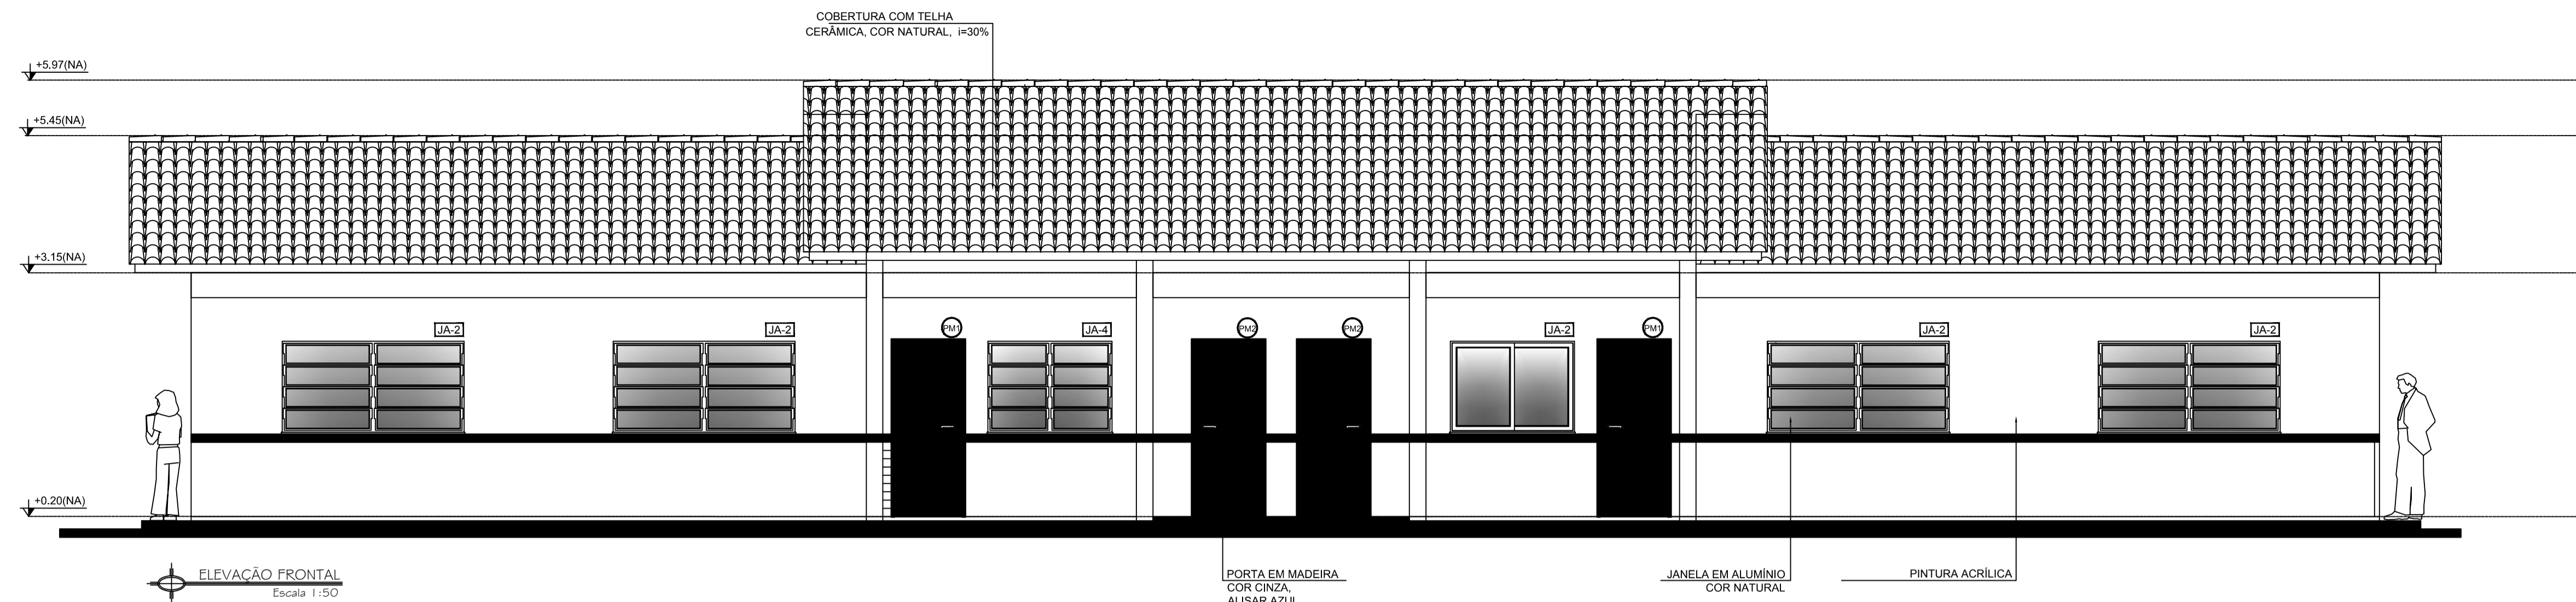 COBERTURA COM TELHA
CERÂMICA, COR NATURAL, i=30%
+5.97(NA)
+5.45(NA)
+3.15(NA)
JA-2
JA-2
PM1
JA-4
PM2
PM2
JA-2
PM1
JA-2
JA-2
+0.20(NA)
ELEVAÇÃO FRONTAL
Escala 1:50
PORTA EM MADEIRA
COR CINZA,
ALISAR AZUL
JANELA EM ALUMÍNIO
COR NATURAL
PINTURA ACRÍLICA